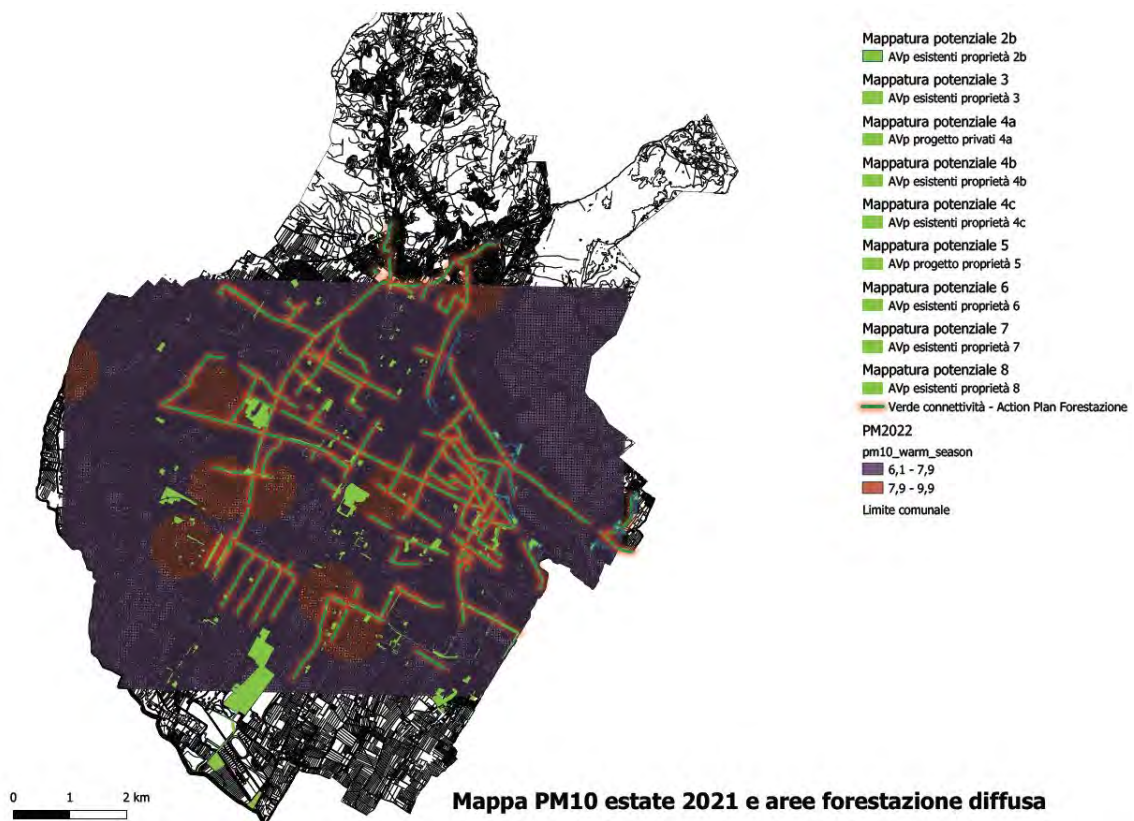 Mappatura potenziale 2b
AVp esistenti proprietà 2b
Mappatura potenziale 3
AVp esistenti proprietà 3
Mappatura potenziale 4a
AVp progetto privati 4a
Mappatura potenziale 4b
AVp esistenti proprietà 4b
Mappatura potenziale 4c
AVp esistenti proprietà 4c
Mappatura potenziale 5
AVp progetto proprietà 5
Mappatura potenziale 6
AVp esistenti proprietà 6
Mappatura potenziale 7
AVp esistenti proprietà 7
Mappatura potenziale 8
AVp esistenti proprietà 8
Verde connettività - Action Plan Forestazione
PM2022
pm10_warm_season
6,1 - 7,9
7,9 - 9,9
Limite comunale
0 1 2 km
Mappa PM10 estate 2021 e aree forestazione diffusa